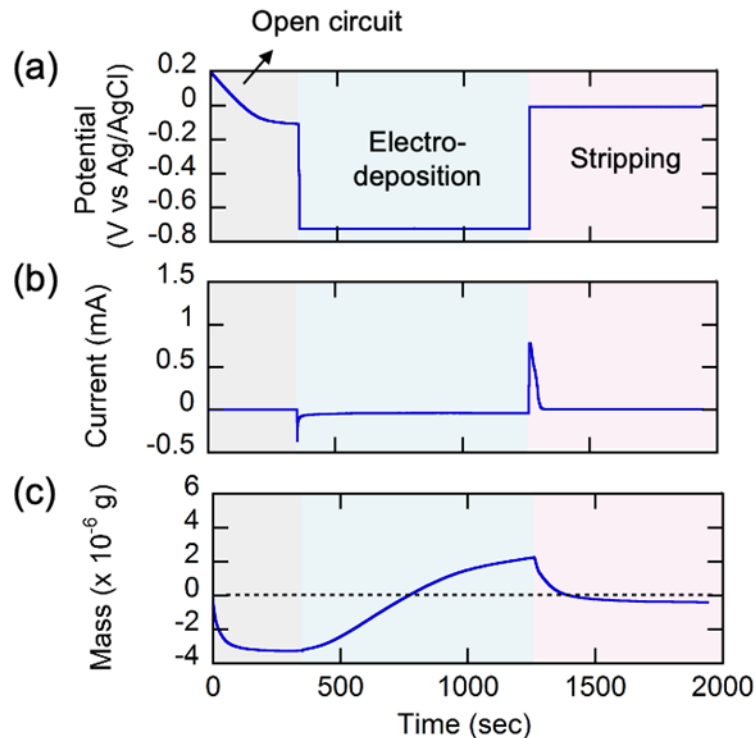 Open circuit
(a)
Potential
(V vs Ag/AgCl)
0.2
0
-0.2
-0.4
-0.6
-0.8
Electro-
deposition
Stripping
(b)
Current (mA)
1.5
1
0.5
0
-0.5
(c)
Mass (x 10-6 g)
6
4
2
0
-2
-4
0
500
1000
1500
2000
Time (sec)